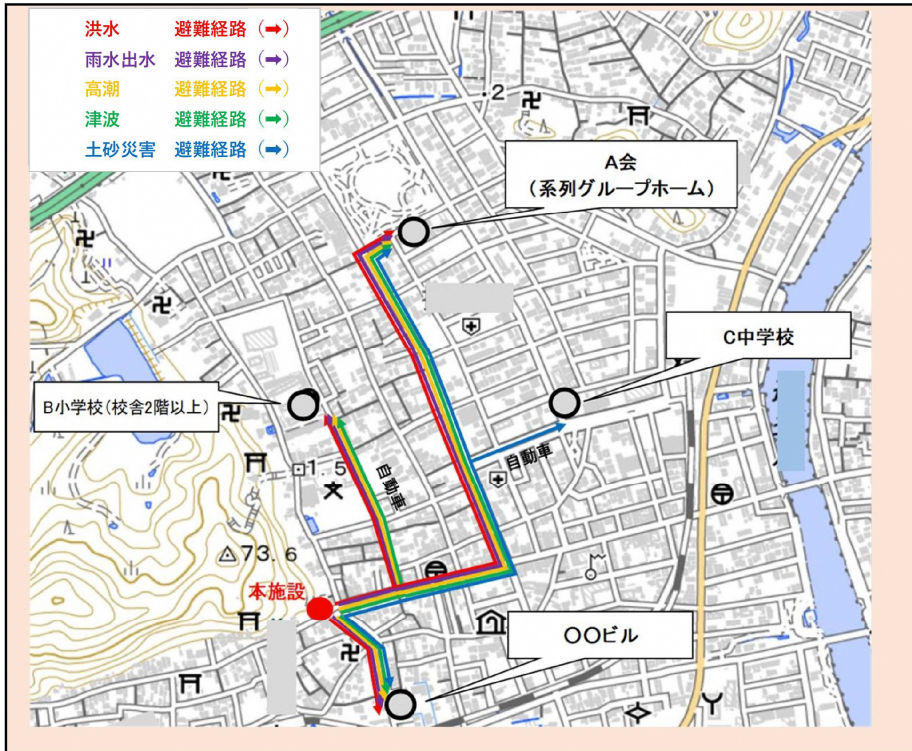 洪水 避難経路（➡）
雨水出水 避難経路（➡）
高潮 避難経路（➡）
津波 避難経路（➡）
土砂災害 避難経路（➡）
.2
A会
（系列グループホーム）
C中学校
B小学校（校舎2階以上）
1.5
自動車
自動車
73.6
本施設
〇〇ビル